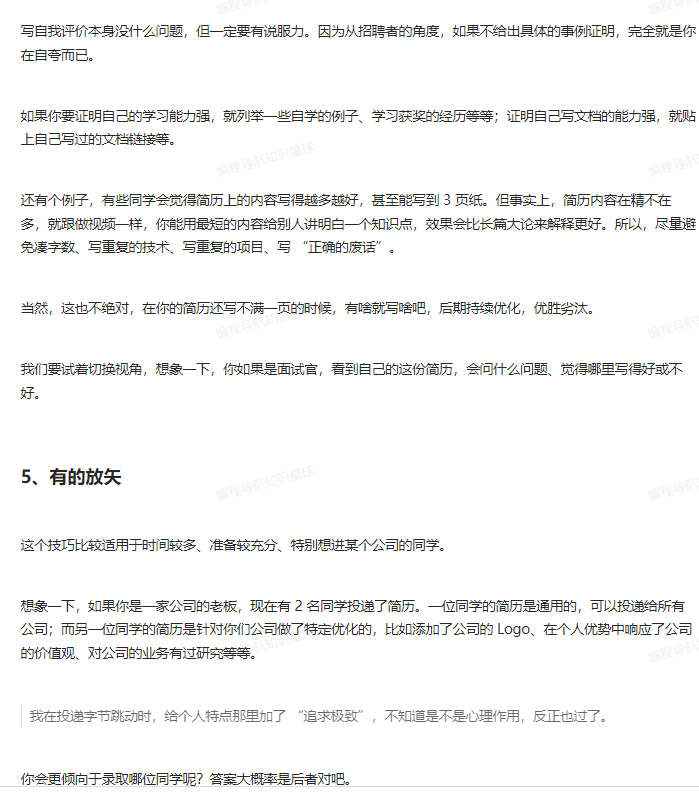 写自我评价本身没什么问题，但一定要有说服力。因为从招聘者的角度，如果不给出具体的事例证明，完全就是你
在自夸而已。
如果你要证明自己的学习能力强，就列举一些自学的例子、学习获奖的经历等等；证明自己写文档的能力强，就贴
上自己写过的文档链接等。
还有个例子，有些同学会觉得简历上的内容写得越多越好，甚至能写到 3 页纸。但事实上，简历内容在精不在
多，就跟做视频一样，你能用最短的内容给别人讲明白一个知识点，效果会比长篇大论来解释更好。所以，尽量避
免凑字数、写重复的技术、写重复的项目、写 “正确的废话” 。
当然，这也不绝对，在你的简历还写不满一页的时候，有啥就写啥吧，后期持续优化，优胜劣汰。
我们要试着切换视角，想象一下，你如果是面试官，看到自己的这份简历，会问什么问题、觉得哪里写得好或不
好。
5、有的放矢
这个技巧比较适用于时间较多、准备较充分、特别想进某个公司的同学。
想象一下，如果你是一家公司的老板，现在有 2 名同学投递了简历。一位同学的简历是通用的，可以投递给所有
公司；而另一位同学的简历是针对你们公司做了特定优化的，比如添加了公司的 Logo、在个人优势中响应了公司
的价值观、对公司的业务有过研究等等。
我在投递字节跳动时，给个人特点那里加了 “追求极致” ，不知道是不是心理作用，反正也过了。
你会更倾向于录取哪位同学呢？答案大概率是后者对吧。
编程导航知识星球